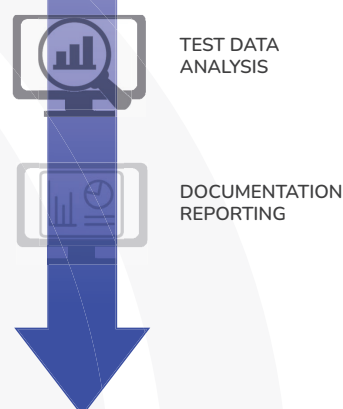 TEST DATA
ANALYSIS
DOCUMENTATION
REPORTING